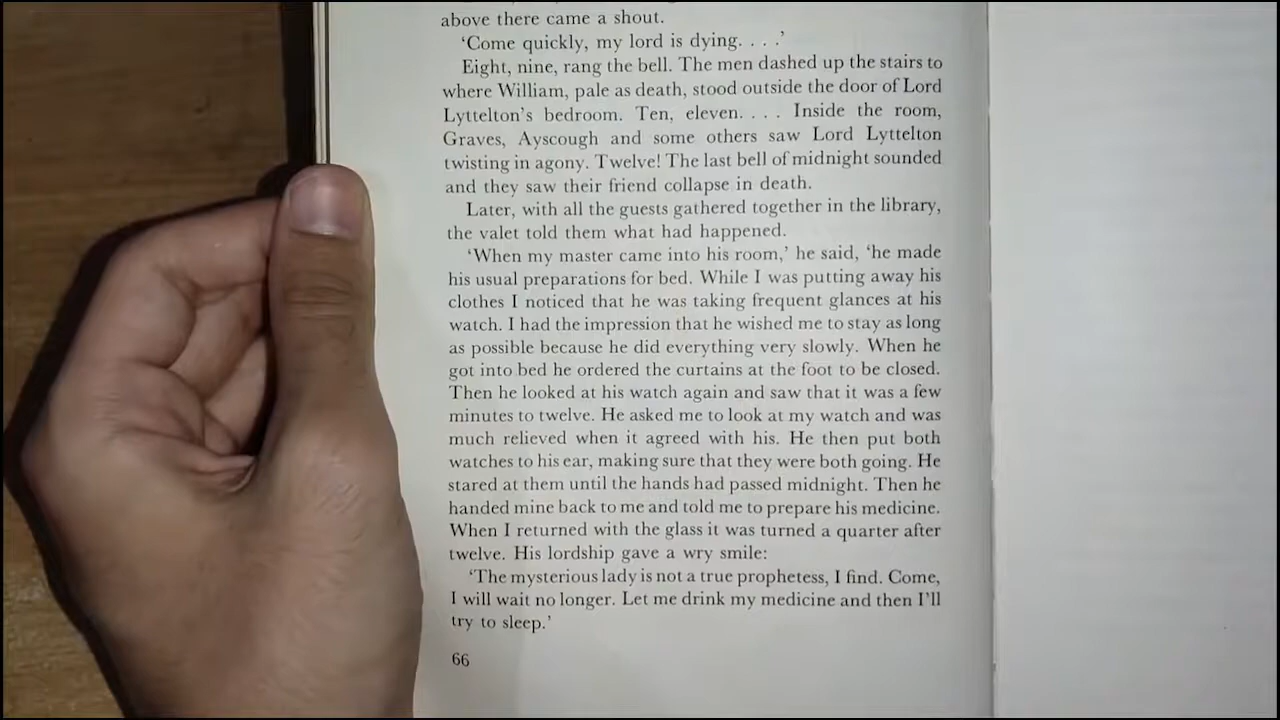 above there came a shout.
‘Come quickly, my lord is dying. . . .’
Eight, nine, rang the bell. The men dashed up the stairs to
where William, pale as death, stood outside the door of Lord
Lyttelton’s bedroom. Ten, eleven. . . . Inside the room,
Graves, Ayscough and some others saw Lord Lyttelton
twisting in agony. Twelve! The last bell of midnight sounded
and they saw their friend collapse in death.
Later, with all the guests gathered together in the library,
the valet told them what had happened.
‘When my master came into his room,’ he said, ‘he made
his usual preparations for bed. While I was putting away his
clothes I noticed that he was taking frequent glances at his
watch. I had the impression that he wished me to stay as long
as possible because he did everything very slowly. When he
got into bed he ordered the curtains at the foot to be closed.
Then he looked at his watch again and saw that it was a few
minutes to twelve. He asked me to look at my watch and was
much relieved when it agreed with his. He then put both
watches to his ear, making sure that they were both going. He
stared at them until the hands had passed midnight. Then he
handed mine back to me and told me to prepare his medicine.
When I returned with the glass it was turned a quarter after
twelve. His lordship gave a wry smile:
‘The mysterious lady is not a true prophetess, I find. Come,
I will wait no longer. Let me drink my medicine and then I’ll
try to sleep.’
66